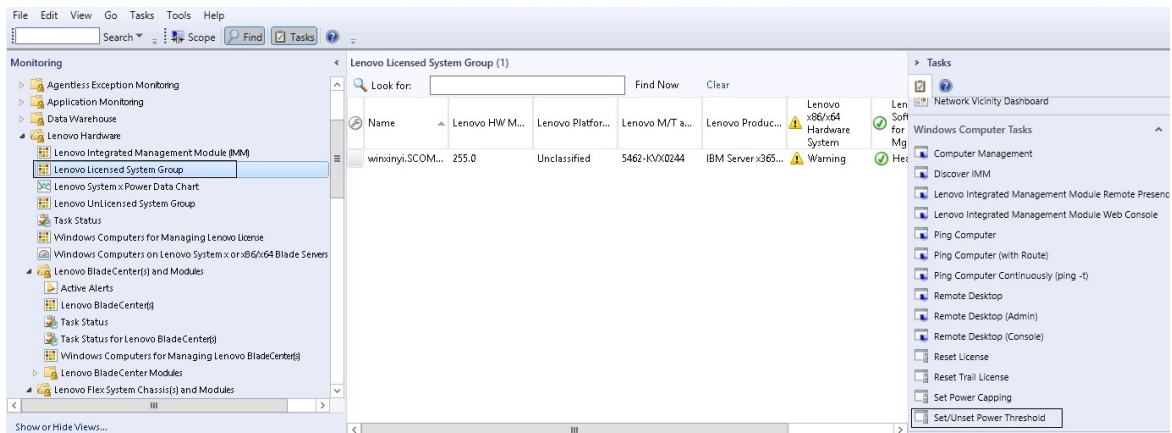 File Edit View Go Tasks Tools Help
Search Scope Find Tasks
Monitoring
Agentless Exception Monitoring
Application Monitoring
Data Warehouse
Lenovo Hardware
Lenovo Integrated Management Module (IMM)
Lenovo Licensed System Group
Lenovo System x Power Data Chart
Lenovo UnLicensed System Group
Task Status
Windows Computers for Managing Lenovo License
Windows Computers on Lenovo System x or x86/x64 Blade Servers
Lenovo BladeCenter(s) and Modules
Active Alerts
Lenovo BladeCenter(s)
Task Status
Task Status for Lenovo BladeCenter(s)
Windows Computers for Managing Lenovo BladeCenter(s)
Lenovo BladeCenter Modules
Lenovo Flex System Chassis(s) and Modules
Show or Hide Views...
Lenovo Licensed System Group (1)
Look for: Find Now Clear
Name Lenovo HW M... Lenovo Platfor... Lenovo M/T a... Lenovo Produc... Lenovo x86/x64 Hardware System Len Soft for Mg
winxinyi.SCOM... 255.0 Unclassified 5462-KVX0244 IBM Server x365... Warning Hea
Tasks
Network Vicinity Dashboard
Windows Computer Tasks
Computer Management
Discover IMM
Lenovo Integrated Management Module Remote Presenc
Lenovo Integrated Management Module Web Console
Ping Computer
Ping Computer (with Route)
Ping Computer Continuously (ping -t)
Remote Desktop
Remote Desktop (Admin)
Remote Desktop (Console)
Reset License
Reset Trail License
Set Power Capping
Set/Unset Power Threshold